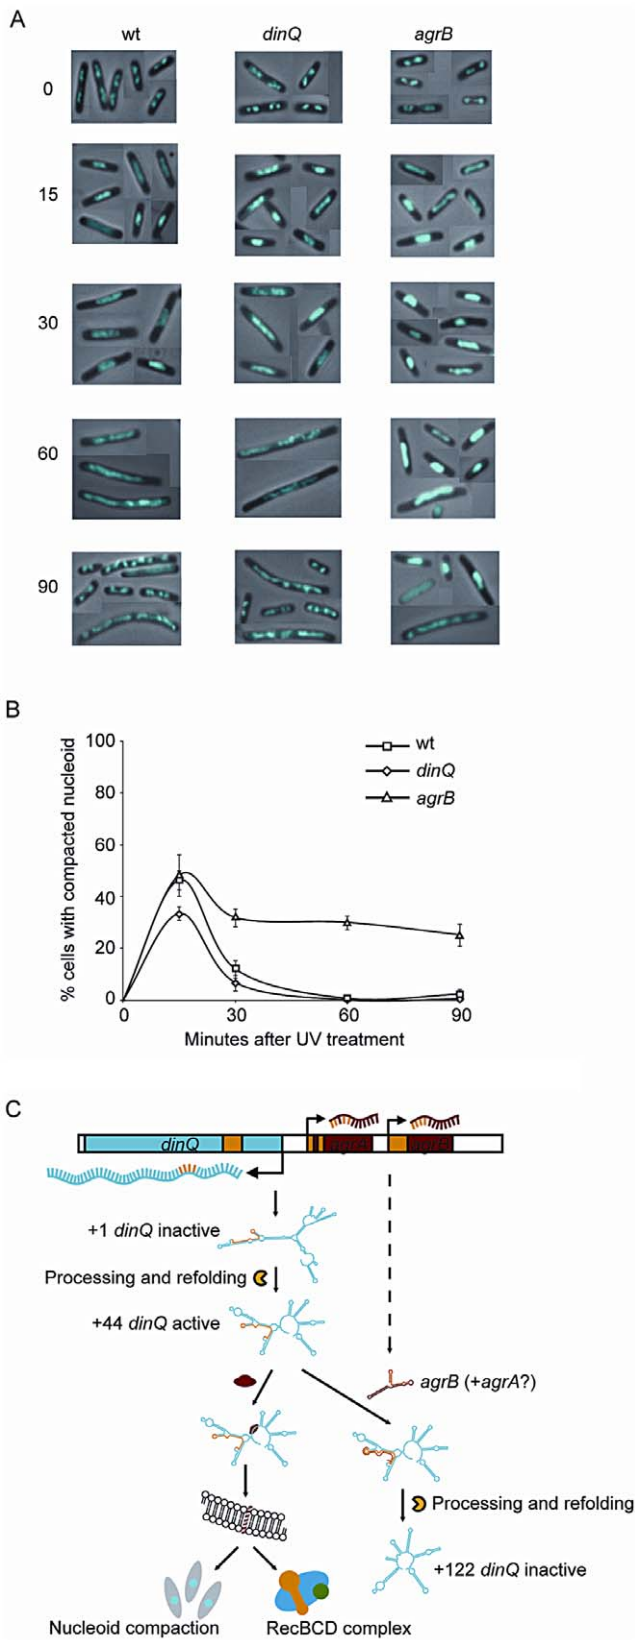 A
wt dinQ agrB
0
15
30
60
90
B
% cells with compacted nucleoid
100
80
60
40
20
0
wt
dinQ
agrB
0 30 60 90
Minutes after UV treatment
C
dinQ agrA agrB
+1 dinQ inactive
Processing and refolding
+44 dinQ active
agrB (+agrA?)
Processing and refolding
+122 dinQ inactive
Nucleoid compaction RecBCD complex